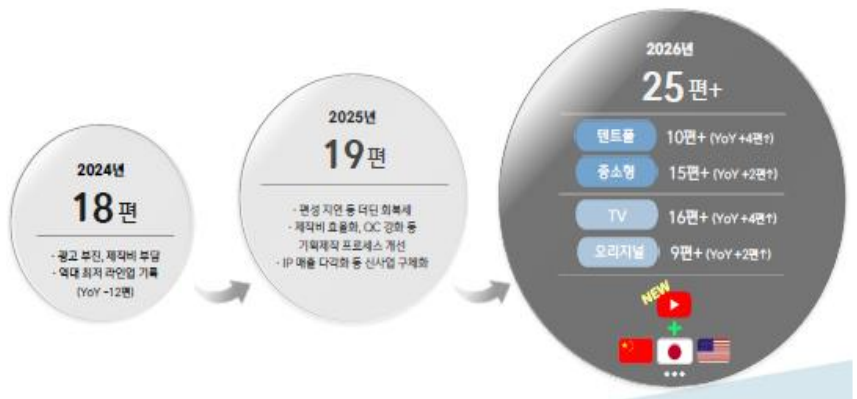 2024년
18편
· 광고 부진, 제작비 부담
· 역대 최저 라인업 기록
(YoY -12편)
2025년
19편
· 편성 지연 등 더딘 회복세
· 제작비 효율화, QC 강화 등
기획제작 프로세스 개선
· IP 매출 다각화 등 신사업 구체화
2026년
25편+
텐트폴 10편+ (YoY +4편↑)
중소형 15편+ (YoY +2편↑)
TV 16편+ (YoY +4편↑)
오리지널 9편+ (YoY +2편↑)
NEW
+
•••